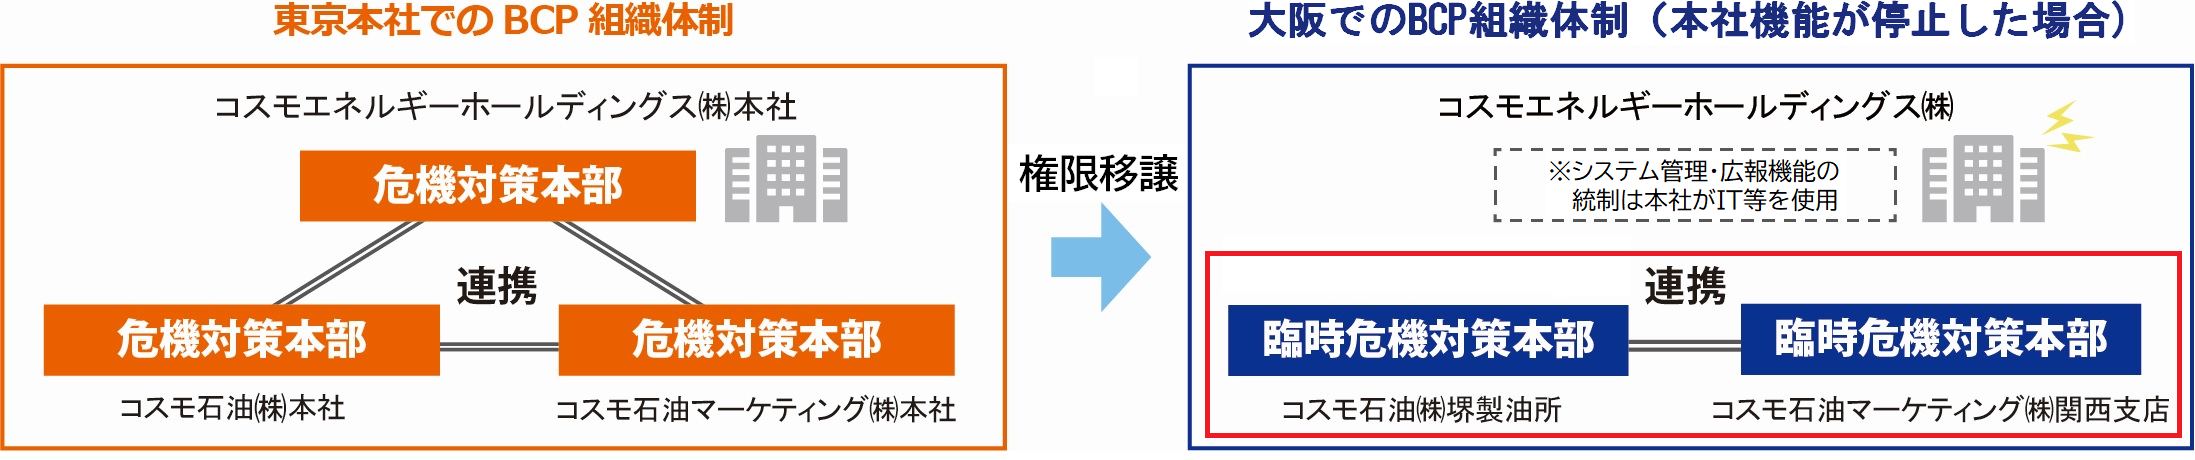 東京本社での BCP 組織体制
コスモエネルギーホールディングス㈱本社
危機対策本部
連携
危機対策本部
危機対策本部
コスモ石油㈱本社
コスモ石油マーケティング㈱本社
権限移譲
大阪でのBCP組織体制（本社機能が停止した場合）
コスモエネルギーホールディングス㈱
※システム管理・広報機能の
統制は本社がIT等を使用
連携
臨時危機対策本部
臨時危機対策本部
コスモ石油㈱堺製油所
コスモ石油マーケティング㈱関西支店